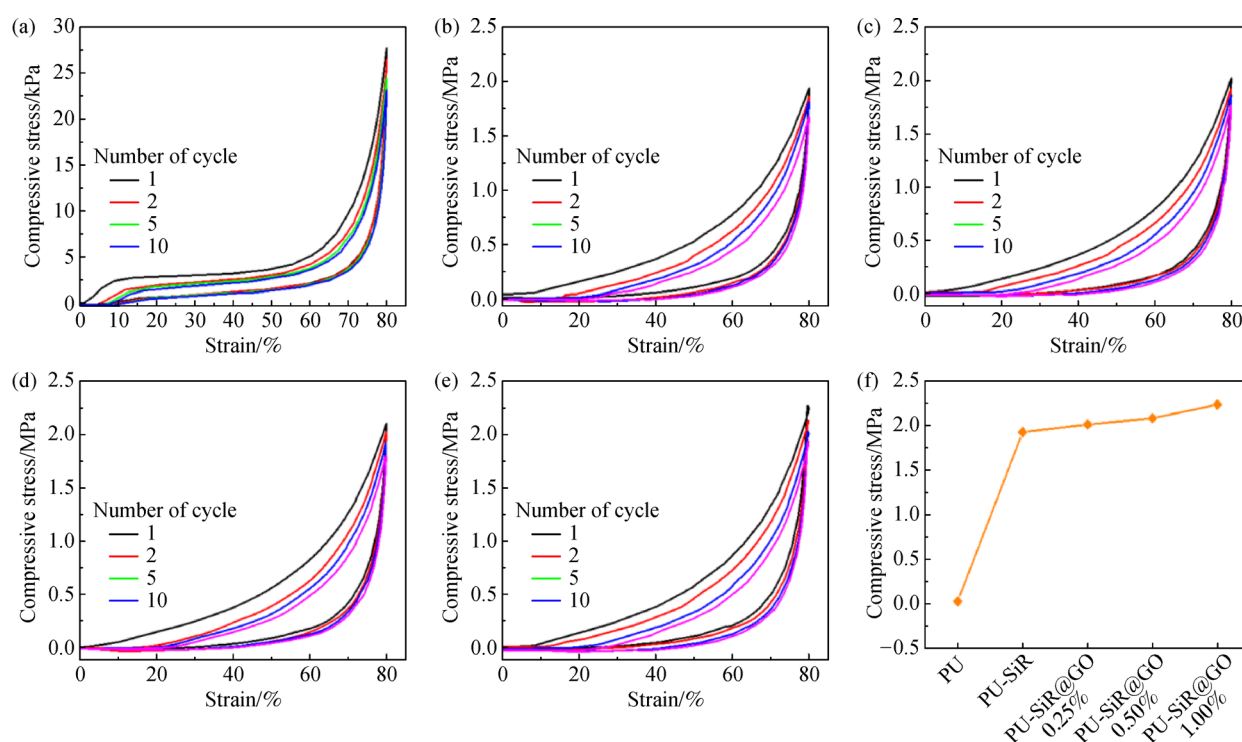 (a)
Compressive stress/kPa
30
25
20
15
10
5
0
Number of cycle
1
2
5
10
0 10 20 30 40 50 60 70 80
Strain/%
(b)
Compressive stress/MPa
2.5
2.0
1.5
1.0
0.5
0.0
Number of cycle
1
2
5
10
0 20 40 60 80
Strain/%
(c)
Compressive stress/MPa
2.5
2.0
1.5
1.0
0.5
0.0
Number of cycle
1
2
5
10
0 20 40 60 80
Strain/%
(d)
Compressive stress/MPa
2.5
2.0
1.5
1.0
0.5
0.0
Number of cycle
1
2
5
10
0 20 40 60 80
Strain/%
(e)
Compressive stress/MPa
2.5
2.0
1.5
1.0
0.5
0.0
Number of cycle
1
2
5
10
0 20 40 60 80
Strain/%
(f)
Compressive stress/MPa
2.5
2.0
1.5
1.0
0.5
0.0
−0.5
PU
PU-SiR
PU-SiR@GO
0.25%
PU-SiR@GO
0.50%
PU-SiR@GO
1.00%